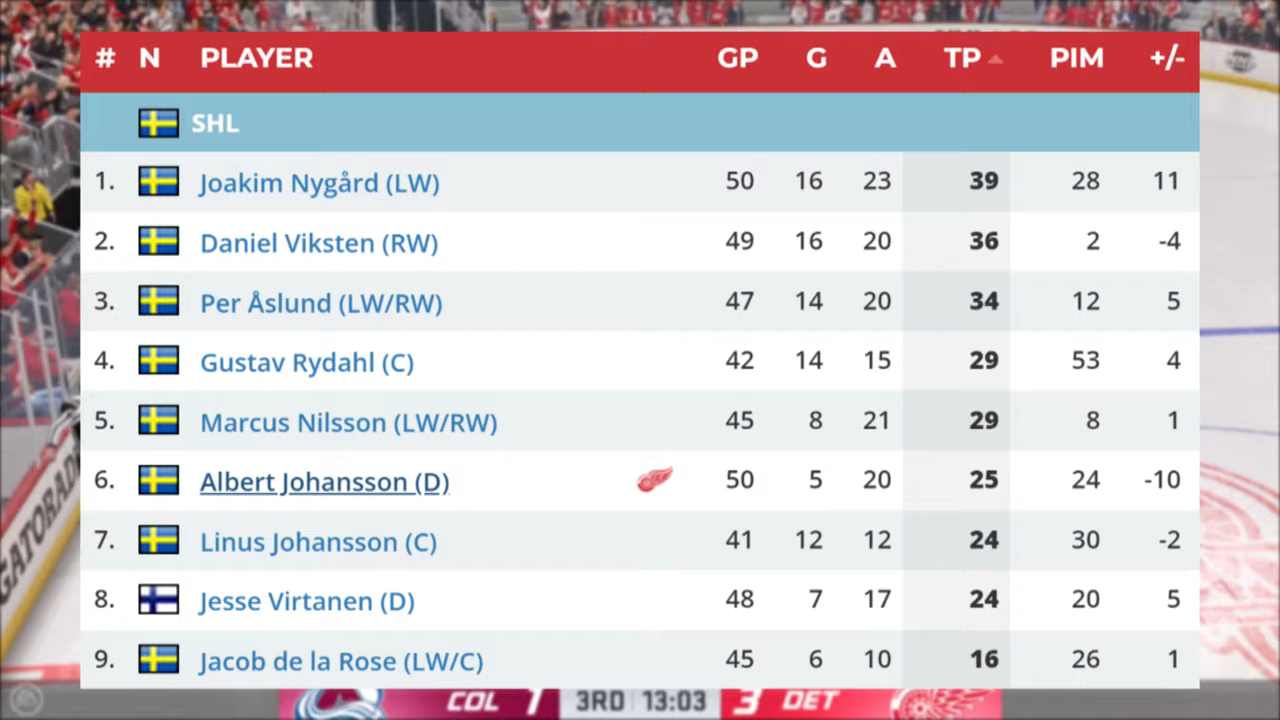 # N PLAYER GP G A TP PIM +/-
SHL
1. Joakim Nygård (LW) 50 16 23 39 28 11
2. Daniel Viksten (RW) 49 16 20 36 2 -4
3. Per Åslund (LW/RW) 47 14 20 34 12 5
4. Gustav Rydahl (C) 42 14 15 29 53 4
5. Marcus Nilsson (LW/RW) 45 8 21 29 8 1
6. Albert Johansson (D) 50 5 20 25 24 -10
7. Linus Johansson (C) 41 12 12 24 30 -2
8. Jesse Virtanen (D) 48 7 17 24 20 5
9. Jacob de la Rose (LW/C) 45 6 10 16 26 1
GATORADE
COL 1 3RD 13:03 3 DET